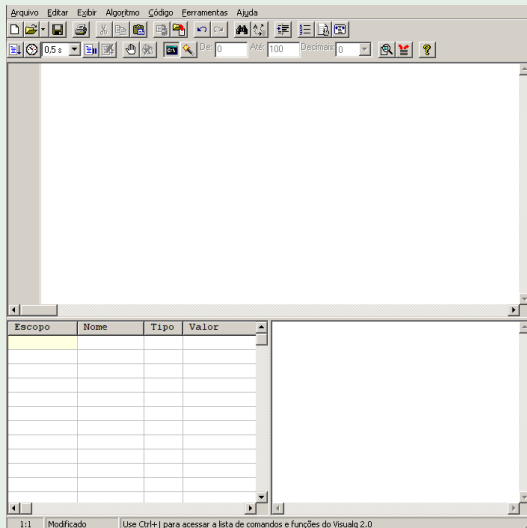 Arquivo Editar Exibir Algoritmo Código Ferramentas Ajuda
0,5 s De: 0 Até: 100 Decimais: 0
Escopo Nome Tipo Valor
1:1 Modificado Use Ctrl+J para acessar a lista de comandos e funções do Visualg 2.0